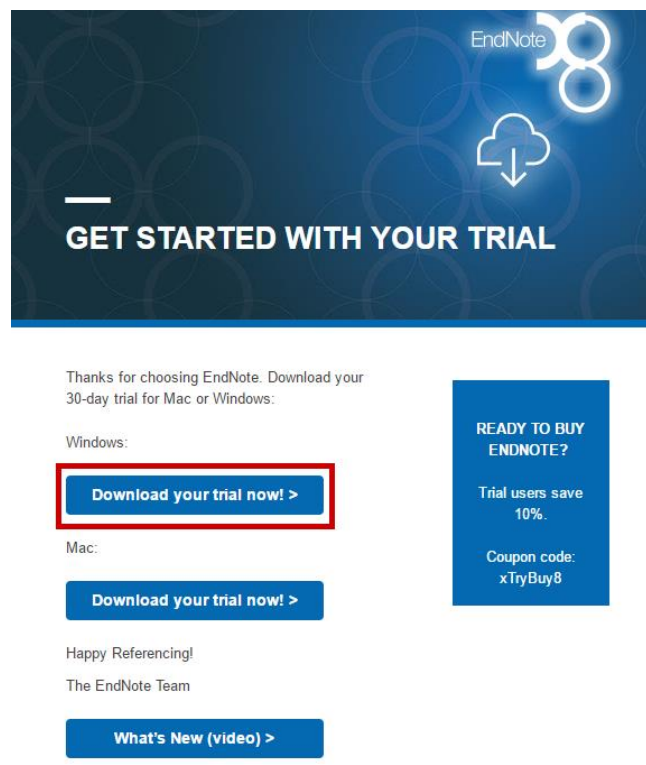 EndNote X8
GET STARTED WITH YOUR TRIAL
Thanks for choosing EndNote. Download your
30-day trial for Mac or Windows:
Windows:
Download your trial now! >
Mac:
Download your trial now! >
Happy Referencing!
The EndNote Team
What's New (video) >
READY TO BUY
ENDNOTE?
Trial users save
10%.
Coupon code:
xTryBuy8